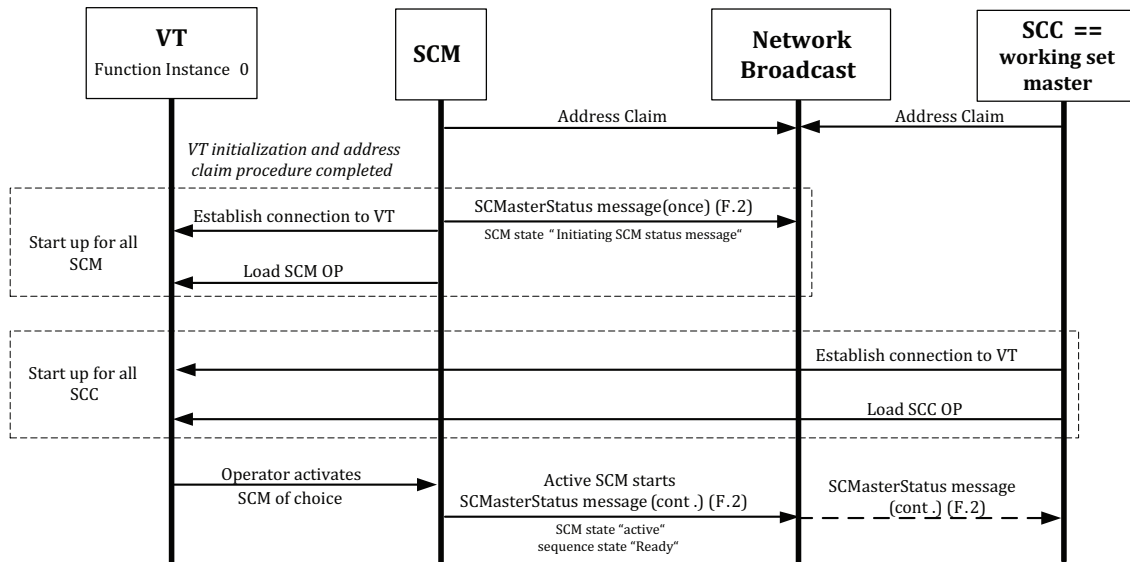 VT
Function Instance 0
SCM
Network
Broadcast
SCC ==
working set
master
Address Claim
Address Claim
VT initialization and address
claim procedure completed
Start up for all
SCM
Establish connection to VT
SCMasterStatus message(once) (F.2)
SCM state “ Initiating SCM status message“
Load SCM OP
Start up for all
SCC
Establish connection to VT
Load SCC OP
Operator activates
SCM of choice
Active SCM starts
SCMasterStatus message (cont .) (F.2)
SCM state “active“
sequence state “Ready“
SCMasterStatus message
(cont .) (F.2)